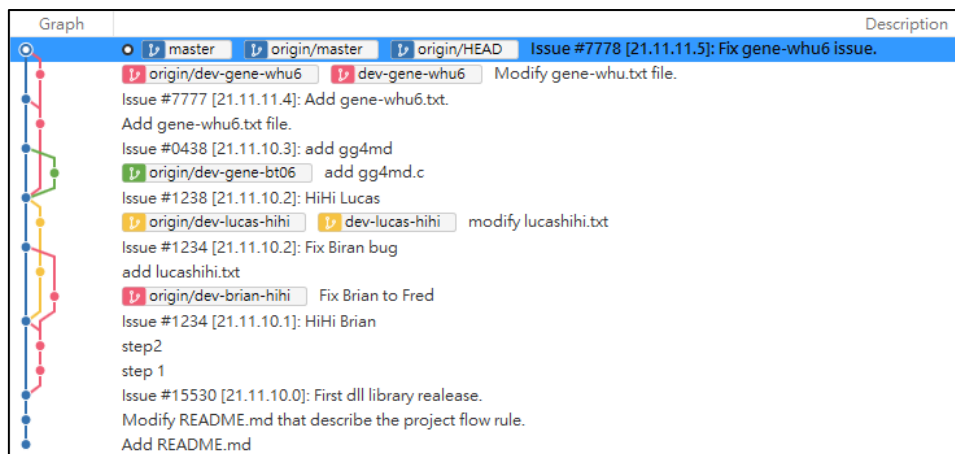 Graph Description
master origin/master origin/HEAD Issue #7778 [21.11.11.5]: Fix gene-whu6 issue.
origin/dev-gene-whu6 dev-gene-whu6 Modify gene-whu.txt file.
Issue #7777 [21.11.11.4]: Add gene-whu6.txt.
Add gene-whu6.txt file.
Issue #0438 [21.11.10.3]: add gg4md
origin/dev-gene-bt06 add gg4md.c
Issue #1238 [21.11.10.2]: HiHi Lucas
origin/dev-lucas-hihi dev-lucas-hihi modify lucashihi.txt
Issue #1234 [21.11.10.2]: Fix Biran bug
add lucashihi.txt
origin/dev-brian-hihi Fix Brian to Fred
Issue #1234 [21.11.10.1]: HiHi Brian
step2
step 1
Issue #15530 [21.11.10.0]: First dll library realease.
Modify README.md that describe the project flow rule.
Add README.md